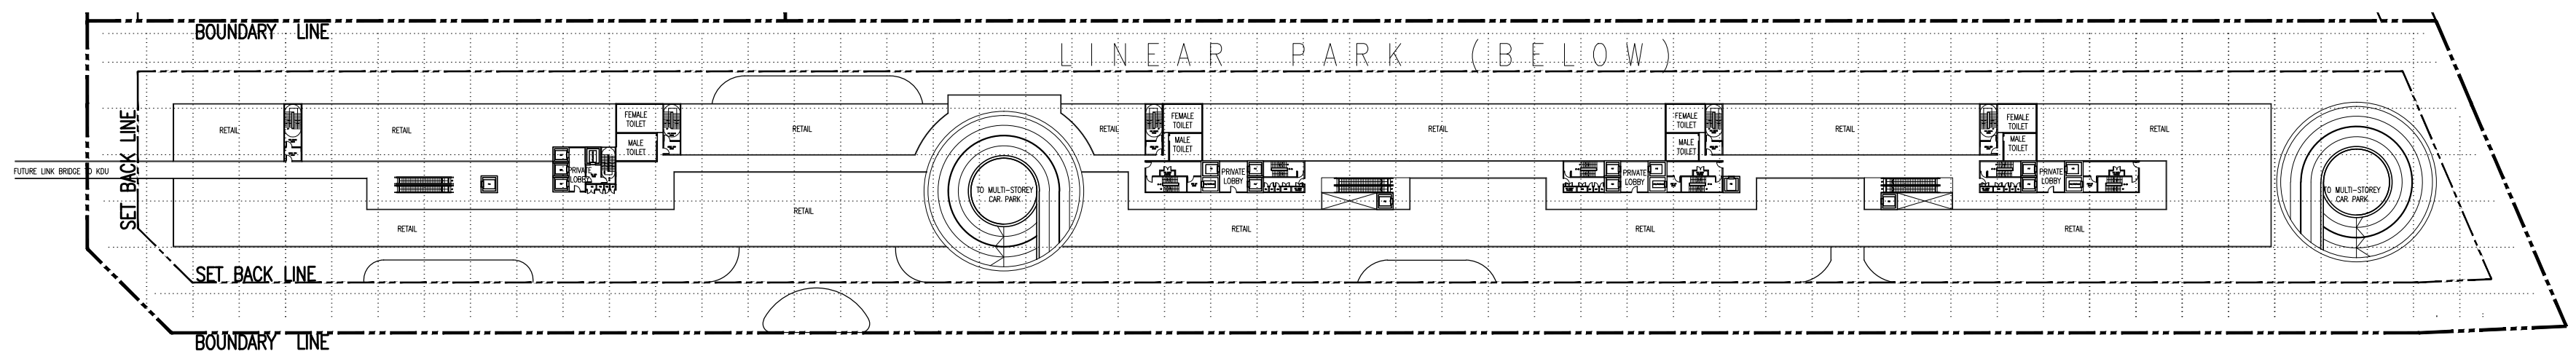 BOUNDARY LINE
LINEAR PARK (BELOW)
SET BACK LINE
RETAIL
RETAIL
FEMALE
TOILET
MALE
TOILET
RETAIL
RETAIL
FEMALE
TOILET
MALE
TOILET
RETAIL
FEMALE
TOILET
MALE
TOILET
RETAIL
FEMALE
TOILET
MALE
TOILET
RETAIL
FUTURE LINK BRIDGE TO KDU
PRIVATE
LOBBY
TO MULTI-STOREY
CAR PARK
PRIVATE
LOBBY
PRIVATE
LOBBY
PRIVATE
LOBBY
TO MULTI-STOREY
CAR PARK
RETAIL
RETAIL
RETAIL
RETAIL
RETAIL
SET BACK LINE
BOUNDARY LINE